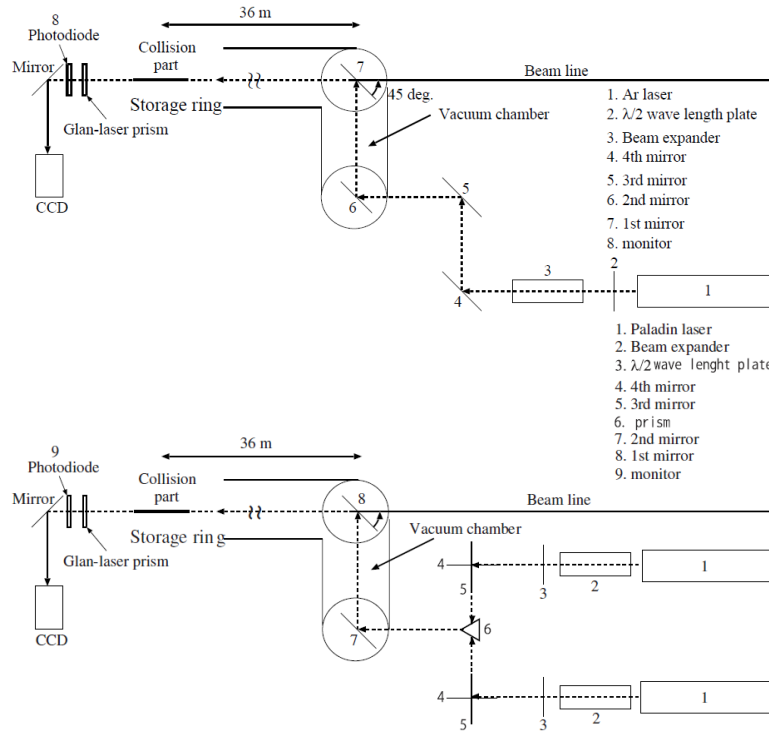 36 m
8
Photodiode
Collision
part
Mirror
7
Beam line
45 deg.
Storage ring
Glan-laser prism
Vacuum chamber
CCD
6
5
4
3
2
1
1. Ar laser
2. λ/2 wave length plate
3. Beam expander
4. 4th mirror
5. 3rd mirror
6. 2nd mirror
7. 1st mirror
8. monitor
1. Paladin laser
2. Beam expander
3. λ/2 wave lenght plate
4. 4th mirror
5. 3rd mirror
6. prism
7. 2nd mirror
8. 1st mirror
9. monitor
36 m
9
Photodiode
Collision
part
Mirror
8
Beam line
Storage ring
Glan-laser prism
Vacuum chamber
CCD
7
4
5
3
2
1
6
4
5
3
2
1